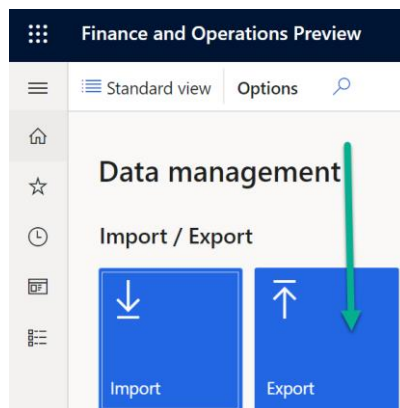 Finance and Operations Preview
Standard view Options
Data management
Import / Export
Import Export